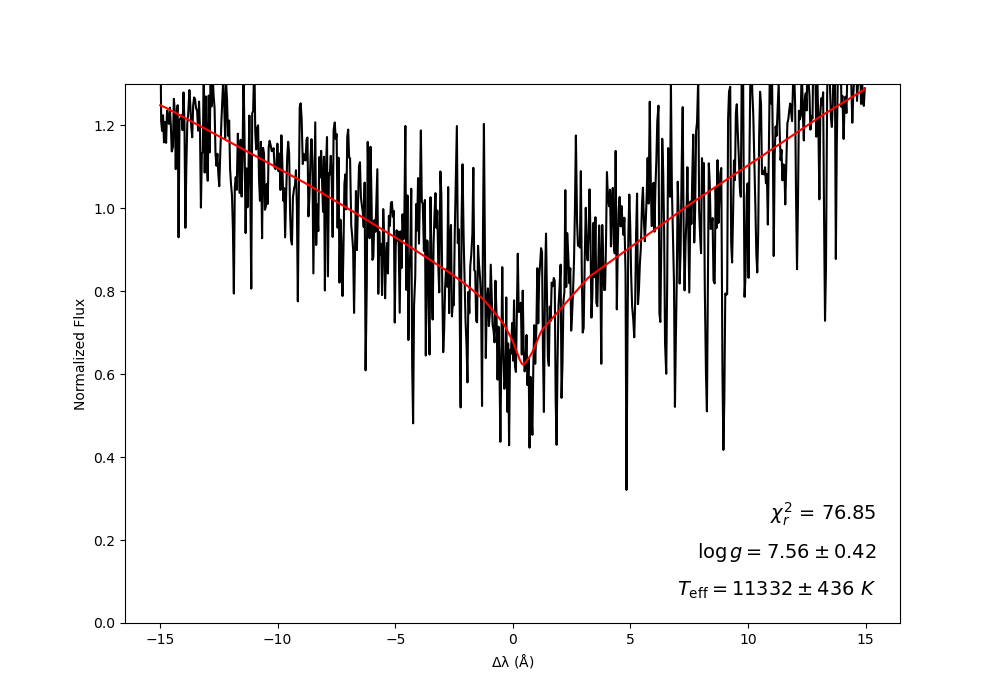 1.2
1.0
0.8
0.6
0.4
0.2
0.0
Normalized Flux
χ²ᵣ = 76.85
log g = 7.56 ± 0.42
T_eff = 11332 ± 436 K
−15 −10 −5 0 5 10 15
Δλ (Å)